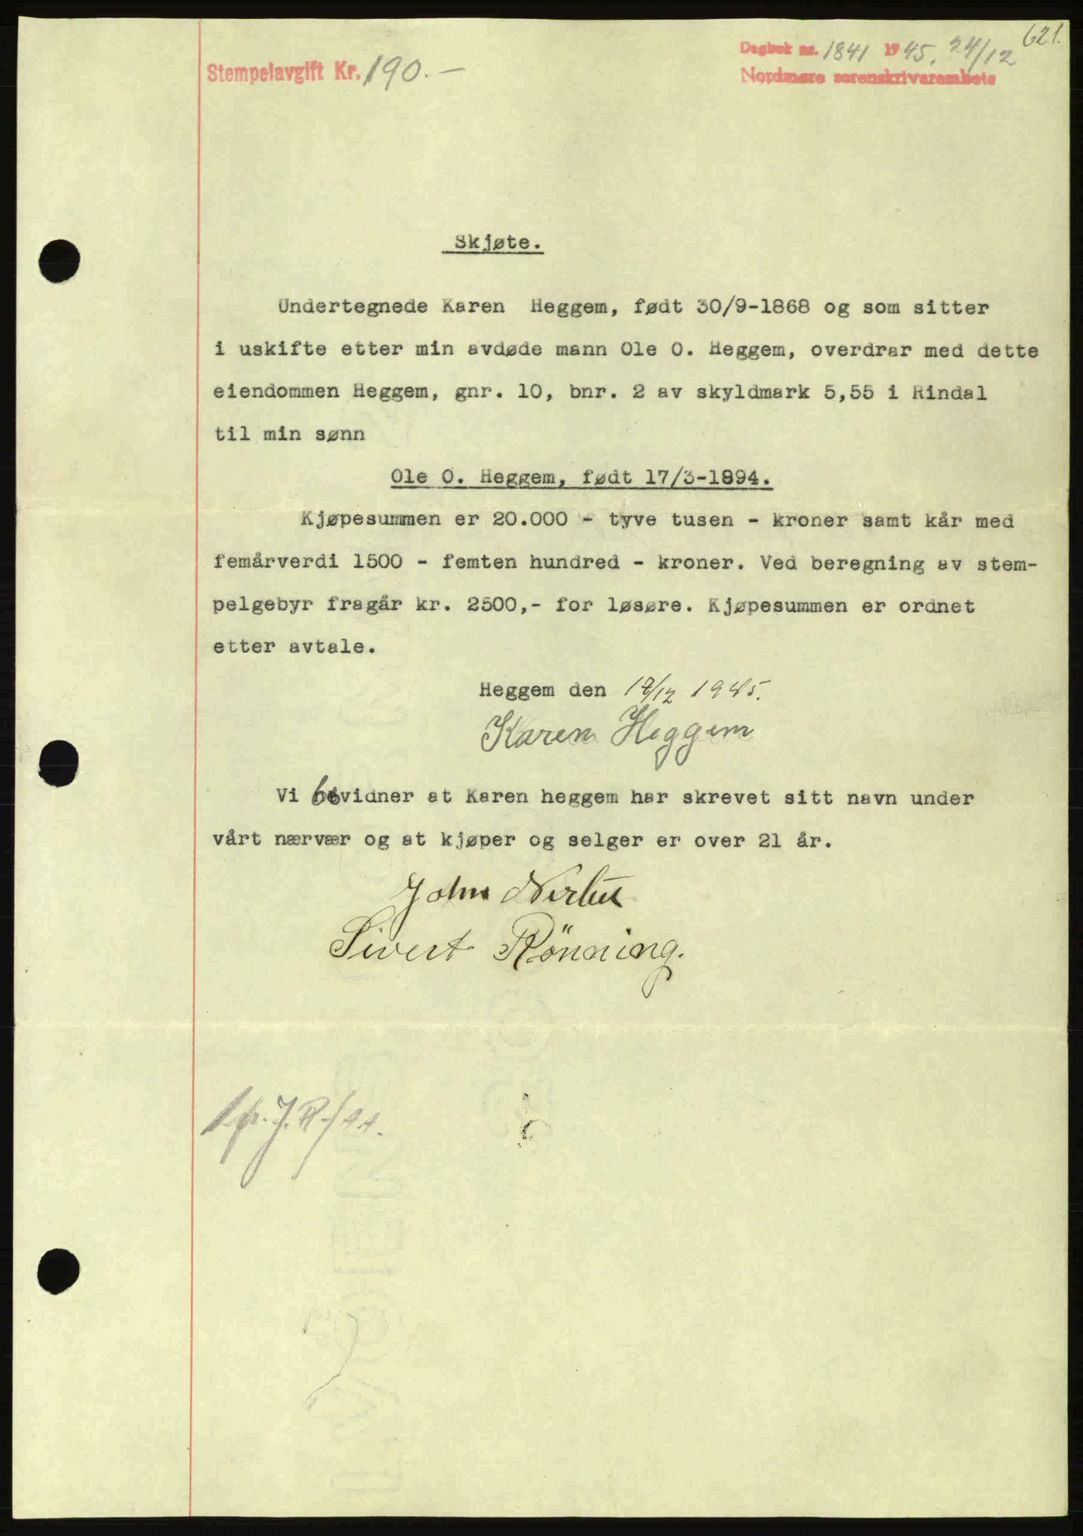 621.
Dagbok nr. 1841 1945. 24/12
Stempelavgift Kr. 190.—
Nordmøre sorenskriverembete
Skjøte.
Undertegnede Karen Heggem, født 30/9-1868 og som sitter
i uskifte etter min avdøde mann Ole O. Heggem, overdrar med dette
eiendommen Heggem, gnr. 10, bnr. 2 av skyldmark 5,55 i Rindal
til min sønn
Ole O. Heggem, født 17/3-1894.
Kjøpesummen er 20.000 - tyve tusen - kroner samt kår med
femårverdi 1500 - femten hundred - kroner. Ved beregning av stem-
pelgebyr fragår kr. 2500,- for løsøre. Kjøpesummen er ordnet
etter avtale.
Heggem den /12 1945.
Karen Heggem
Vi bevidner at Karen heggem har skrevet sitt navn under
vårt nærvær og at kjøper og selger er over 21 år.
John
Sivert Rönning.